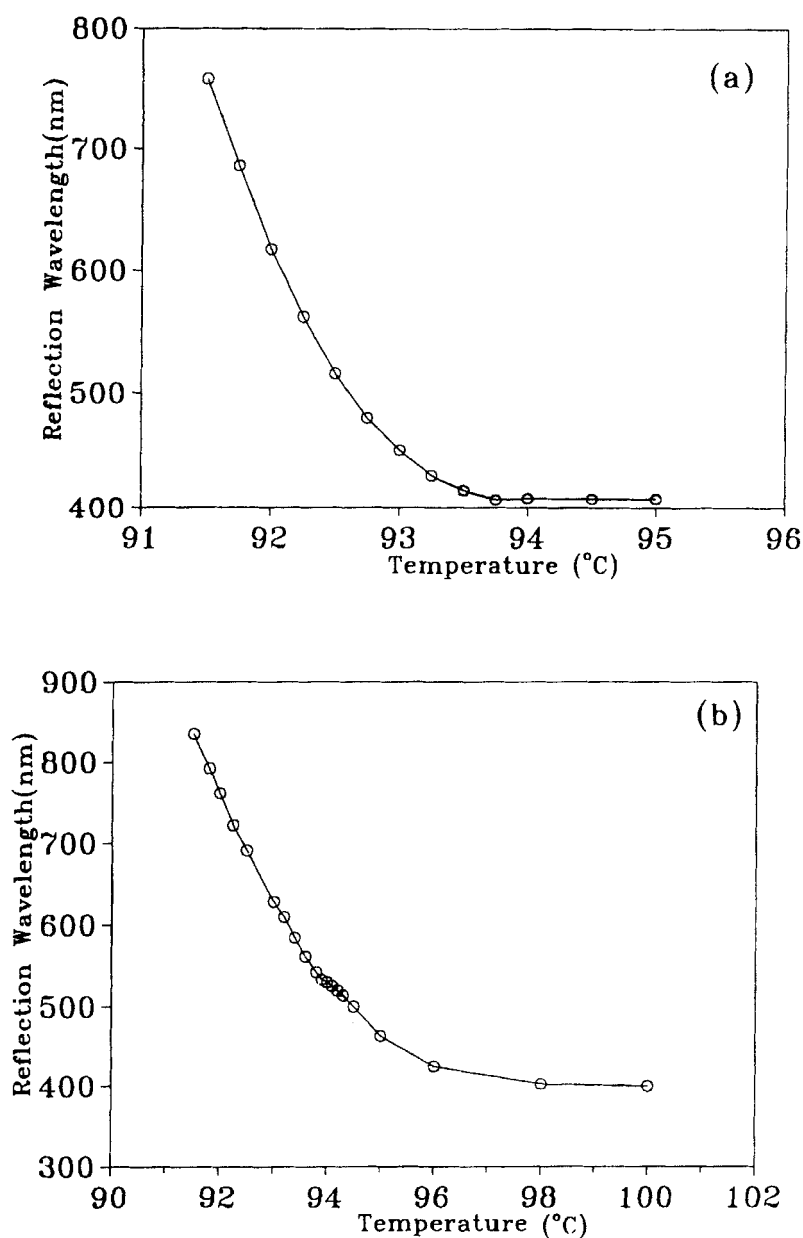 800
(a)
700
600
500
400
Reflection Wavelength(nm)
91 92 93 94 95 96
Temperature (°C)
900
(b)
800
700
600
500
400
300
Reflection Wavelength(nm)
90 92 94 96 98 100 102
Temperature (°C)